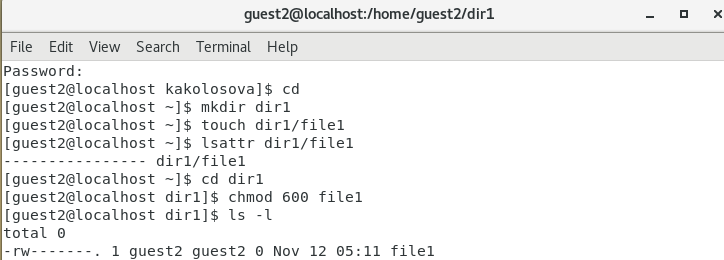 guest2@localhost:/home/guest2/dir1
File Edit View Search Terminal Help
Password:
[guest2@localhost kakolosova]$ cd
[guest2@localhost ~]$ mkdir dir1
[guest2@localhost ~]$ touch dir1/file1
[guest2@localhost ~]$ lsattr dir1/file1
---------------- dir1/file1
[guest2@localhost ~]$ cd dir1
[guest2@localhost dir1]$ chmod 600 file1
[guest2@localhost dir1]$ ls -l
total 0
-rw-------. 1 guest2 guest2 0 Nov 12 05:11 file1